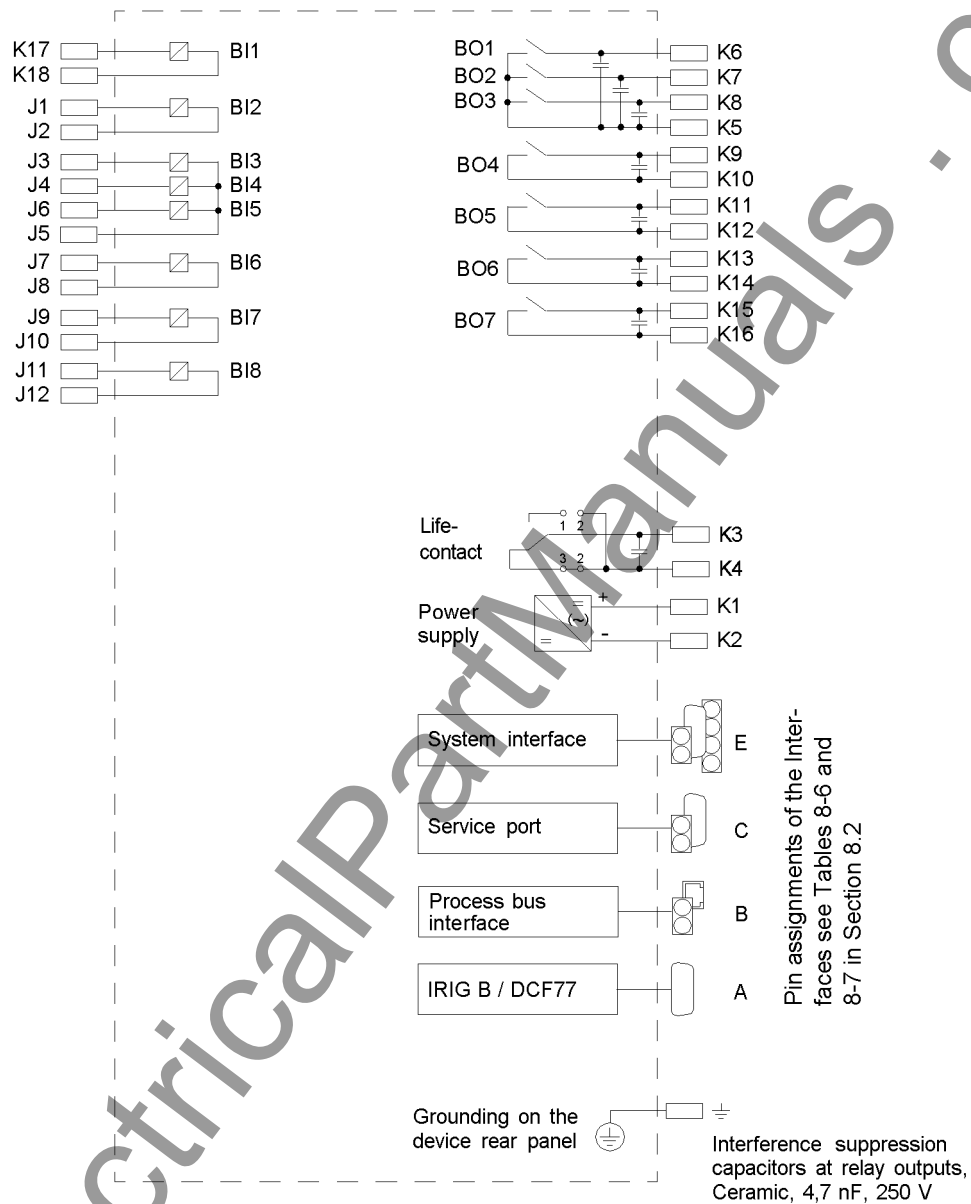 K17
BI1
K18
J1
BI2
J2
J3
BI3
J4
BI4
J6
BI5
J5
J7
BI6
J8
J9
BI7
J10
J11
BI8
J12
BO1
K6
BO2
K7
BO3
K8
K5
BO4
K9
K10
BO5
K11
K12
BO6
K13
K14
BO7
K15
K16
Life-
contact
1 2
3 2
K3
K4
Power
supply
=
(~)
=
+
-
K1
K2
System interface
E
Service port
C
Process bus
interface
B
IRIG B / DCF77
A
Pin assignments of the Inter-
faces see Tables 8-6 and
8-7 in Section 8.2
Grounding on the
device rear panel
Interference suppression
capacitors at relay outputs,
Ceramic, 4,7 nF, 250 V
ctricalPartManuals . c